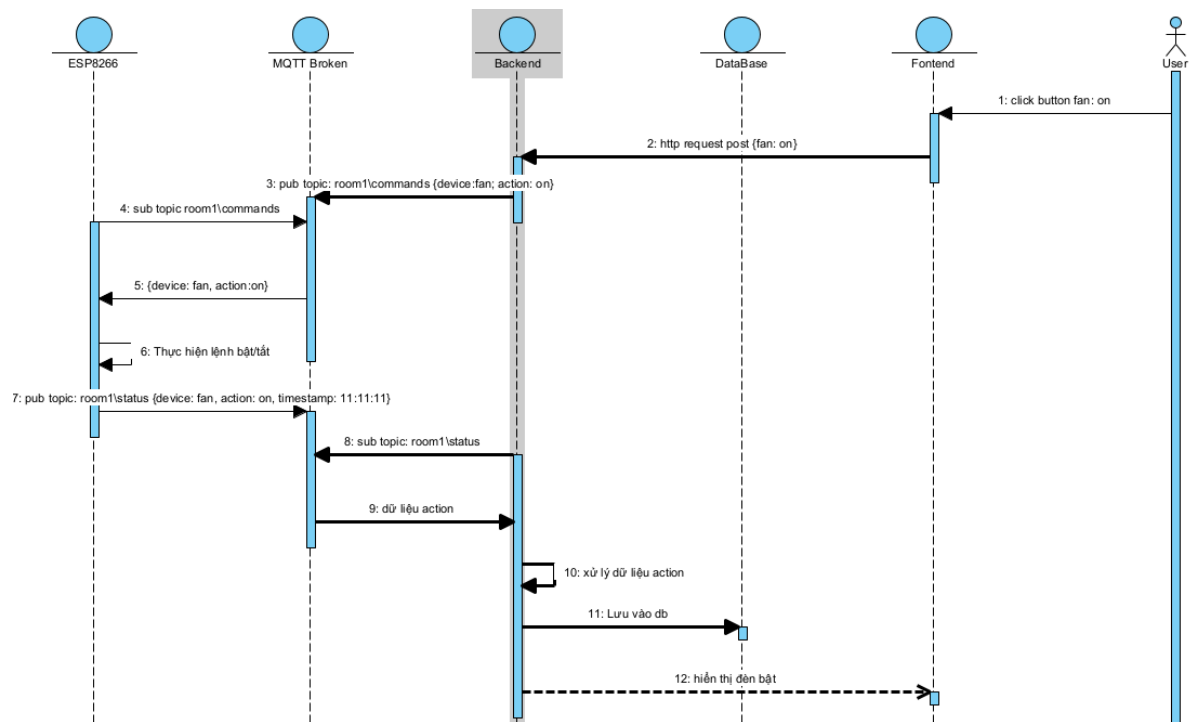 ESP8266
MQTT Broken
Backend
DataBase
Fontend
User
1: click button fan: on
2: http request post {fan: on}
3: pub topic: room1\commands {device:fan; action: on}
4: sub topic room1\commands
5: {device: fan, action:on}
6: Thực hiện lệnh bật/tắt
7: pub topic: room1\status {device: fan, action: on, timestamp: 11:11:11}
8: sub topic: room1\status
9: dữ liệu action
10: xử lý dữ liệu action
11: Lưu vào db
12: hiển thị đèn bật